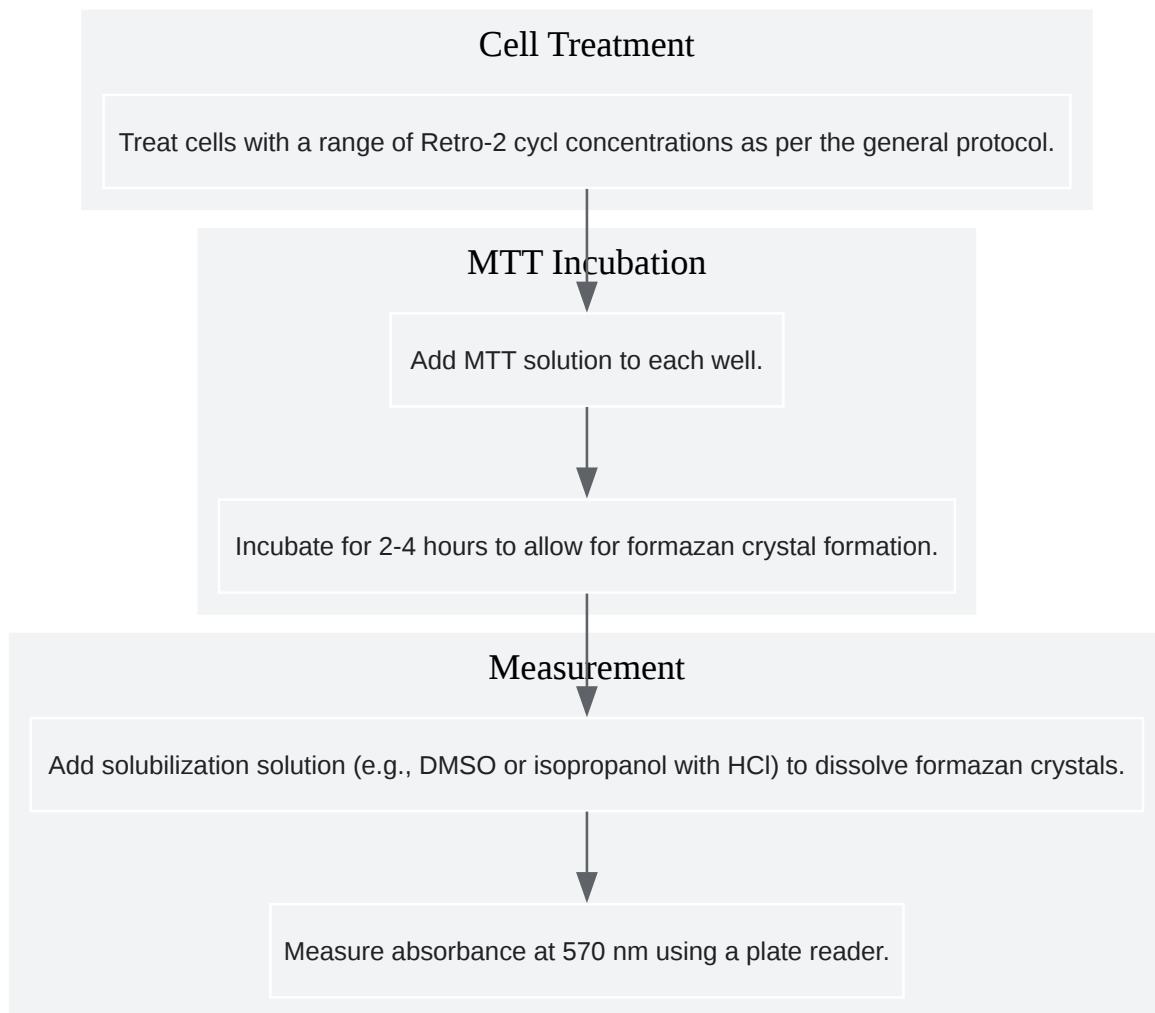 Cell Treatment
Treat cells with a range of Retro-2 cycl concentrations as per the general protocol.
MTT Incubation
Add MTT solution to each well.
Incubate for 2-4 hours to allow for formazan crystal formation.
Measurement
Add solubilization solution (e.g., DMSO or isopropanol with HCl) to dissolve formazan crystals.
Measure absorbance at 570 nm using a plate reader.